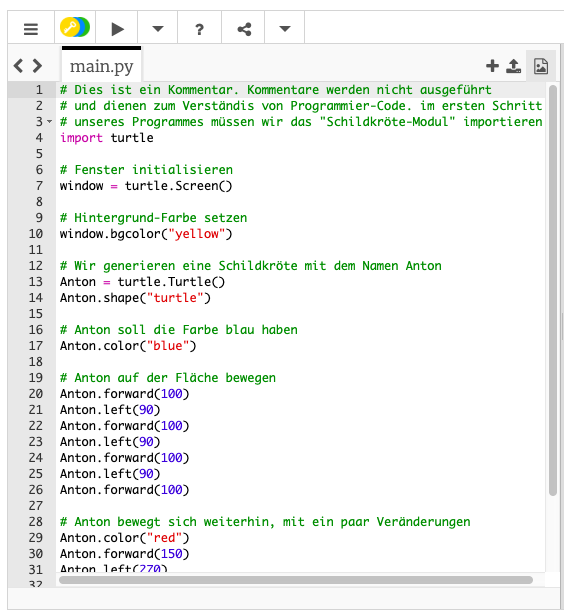 ?
main.py
1 # Dies ist ein Kommentar. Kommentare werden nicht ausgeführt
2 # und dienen zum Verständis von Programmier-Code. im ersten Schritt
3 # unseres Programmes müssen wir das "Schildkröte-Modul" importieren
4 import turtle
5
6 # Fenster initialisieren
7 window = turtle.Screen()
8
9 # Hintergrund-Farbe setzen
10 window.bgcolor("yellow")
11
12 # Wir generieren eine Schildkröte mit dem Namen Anton
13 Anton = turtle.Turtle()
14 Anton.shape("turtle")
15
16 # Anton soll die Farbe blau haben
17 Anton.color("blue")
18
19 # Anton auf der Fläche bewegen
20 Anton.forward(100)
21 Anton.left(90)
22 Anton.forward(100)
23 Anton.left(90)
24 Anton.forward(100)
25 Anton.left(90)
26 Anton.forward(100)
27
28 # Anton bewegt sich weiterhin, mit ein paar Veränderungen
29 Anton.color("red")
30 Anton.forward(150)
31 Anton.left(270)
32